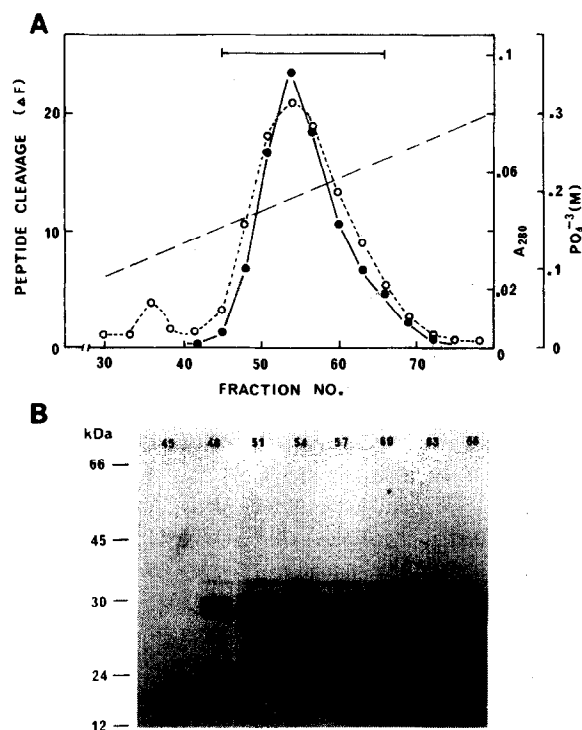 A
PEPTIDE CLEAVAGE (ΔF)
20
10
0
30 40 50 60 70
FRACTION NO.
.1
.06
.02
0
A280
.3
.2
.1
0
PO4⁻³(M)
B
kDa
45 48 51 54 57 60 63 66
66
45
30
24
12